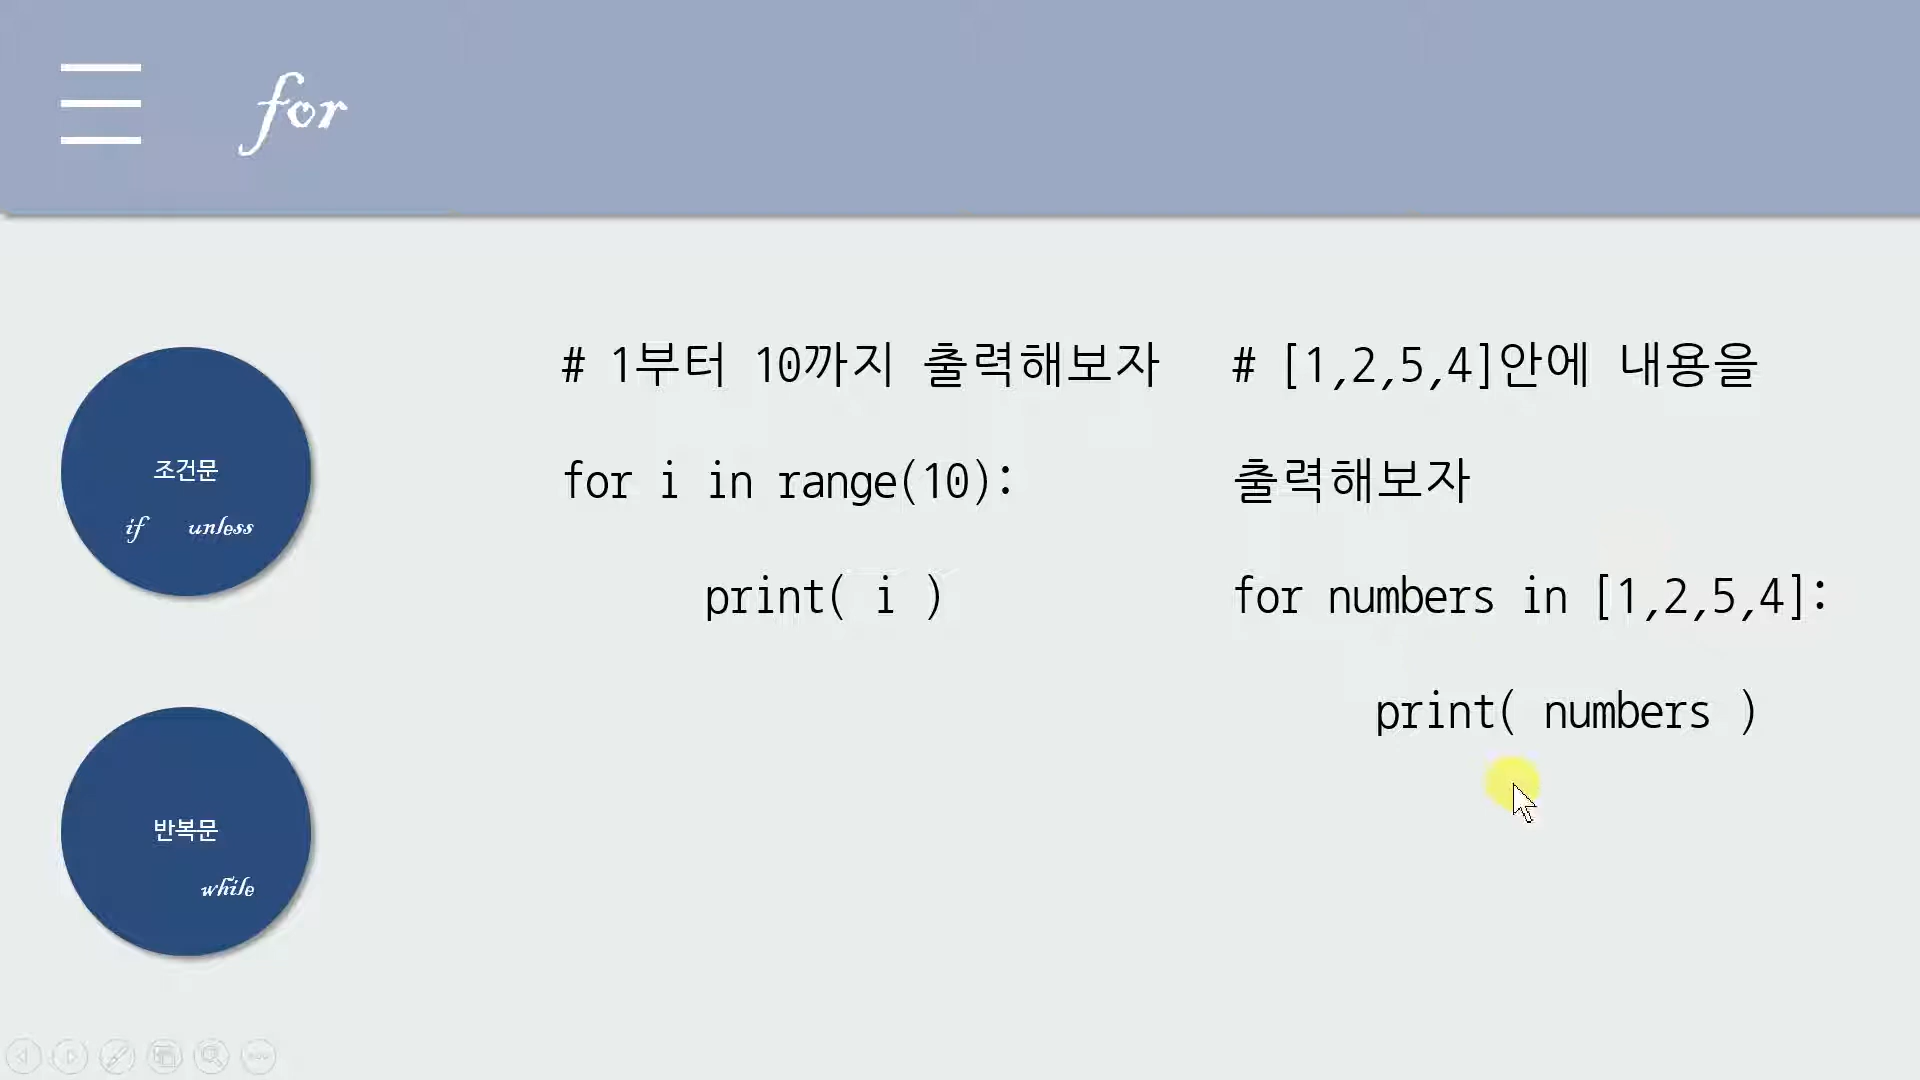 for
조건문
if unless
반복문
while
# 1부터 10까지 출력해보자
for i in range(10):
print( i )
# [1,2,5,4]안에 내용을
출력해보자
for numbers in [1,2,5,4]:
print( numbers )